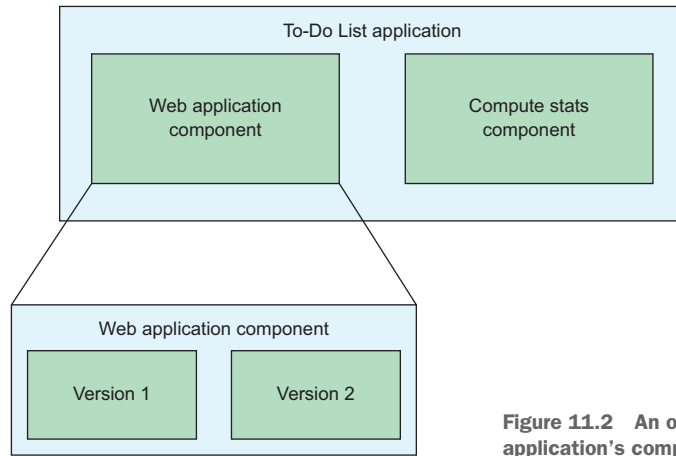 To-Do List application
Web application
component
Compute stats
component
Web application component
Version 1
Version 2
Figure 11.2 An o
application's comp